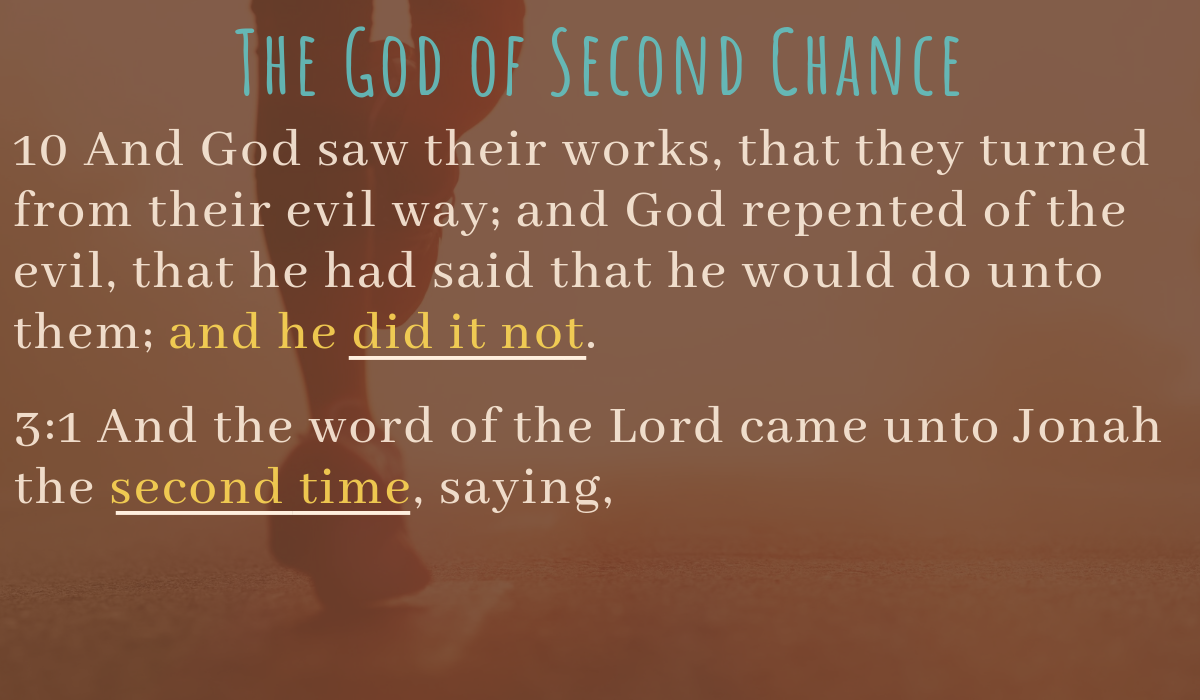 The God of Second Chance
10 And God saw their works, that they turned
from their evil way; and God repented of the
evil, that he had said that he would do unto
them; and he did it not.
3:1 And the word of the Lord came unto Jonah
the second time, saying,